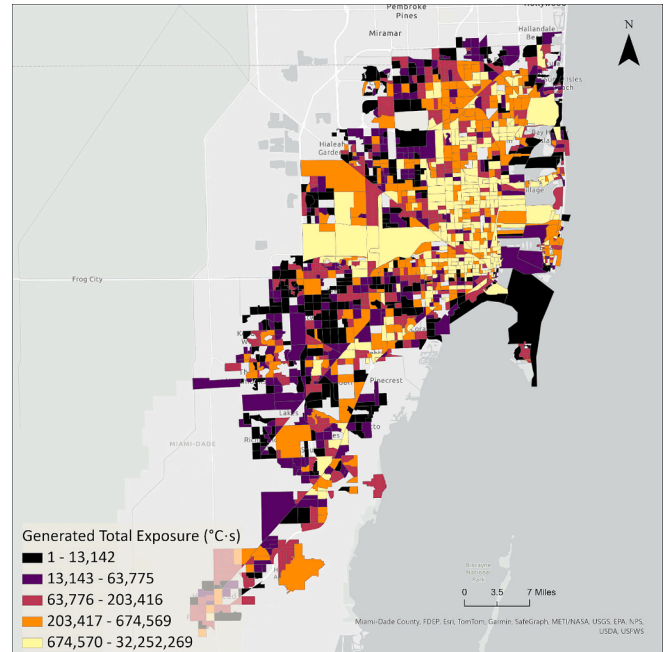 Pembroke
Pines
Hollywood
Miramar
Hallandale
N
Hialeah
Frog City
Pinecrest
Lakes
MIAMI-DADE
Generated Total Exposure (°C·s)
1 - 13,142
13,143 - 63,775
63,776 - 203,416
203,417 - 674,569
674,570 - 32,252,269
Biscayne
National
Park
0 3.5 7 Miles
Miami-Dade County, FDEP, Esri, TomTom, Garmin, SafeGraph, METI/NASA, USGS, EPA, NPS,
USDA, USFWS